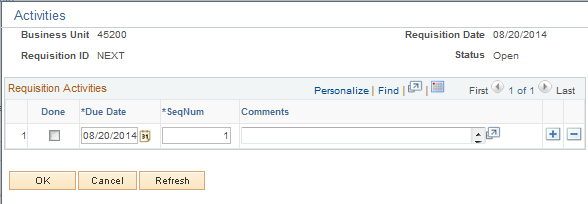 Activities
Business Unit 45200 Requisition Date 08/20/2014
Requisition ID NEXT Status Open
Requisition Activities Personalize | Find | | First 1 of 1 Last
Done *Due Date *SeqNum Comments
1 08/20/2014 31 1
OK Cancel Refresh